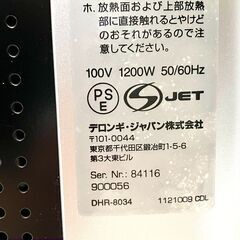 ホ. 放熱面および上部放熱
部に直接触れるとやけど
のおそれがあるので注
意してください。
100V 1200W 50/60Hz
PS
E
S JET
デロンギ・ジャパン株式会社
〒101-0044
東京都千代田区鍛冶町1-5-6
第3大東ビル
Ser. Nr.: 84116
900056
DHR-8034
1121009 CDL